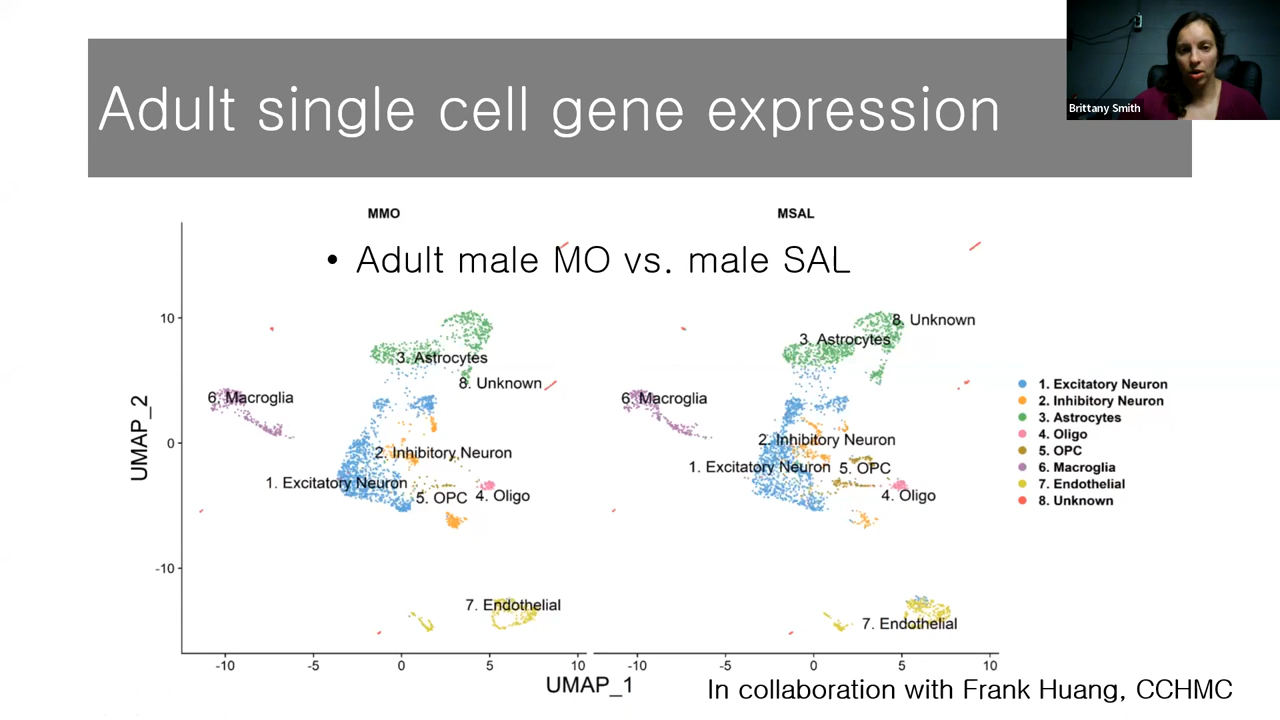 Brittany Smith
Adult single cell gene expression
MMO
MSAL
• Adult male MO vs. male SAL
UMAP_2
10
0
-10
3. Astrocytes
8. Unknown
6. Macroglia
2. Inhibitory Neuron
1. Excitatory Neuron
5. OPC
4. Oligo
7. Endothelial
8. Unknown
3. Astrocytes
6. Macroglia
2. Inhibitory Neuron
1. Excitatory Neuron
5. OPC
4. Oligo
7. Endothelial
1. Excitatory Neuron
2. Inhibitory Neuron
3. Astrocytes
4. Oligo
5. OPC
6. Macroglia
7. Endothelial
8. Unknown
-10 -5 0 5 10
-10 -5 0 5 10
UMAP_1
In collaboration with Frank Huang, CCHMC